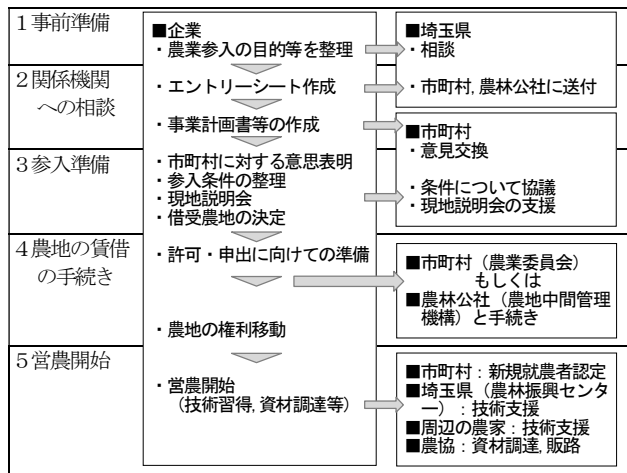 1事前準備
■企業
・農業参入の目的等を整理
■埼玉県
・相談
2関係機関
への相談
・エントリーシート作成
・市町村，農林公社に送付
・事業計画書等の作成
■市町村
・意見交換
3参入準備
・市町村に対する意思表明
・参入条件の整理
・現地説明会
・借受農地の決定
・条件について協議
・現地説明会の支援
4農地の賃借
の手続き
・許可・申出に向けての準備
■市町村（農業委員会）
もしくは
■農林公社（農地中間管理
機構）と手続き
・農地の権利移動
5営農開始
・営農開始
（技術習得，資材調達等）
■市町村：新規就農者認定
■埼玉県（農林振興センタ
ー）：技術支援
■周辺の農家：技術支援
■農協：資材調達，販路